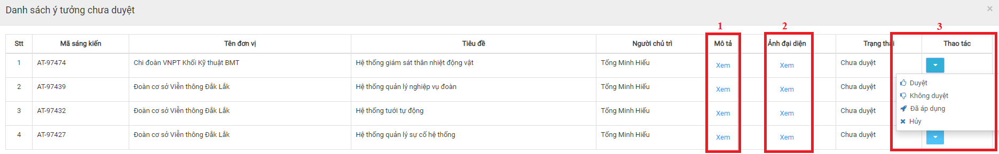 Danh sách ý tưởng chưa duyệt ×
1 2 3
Stt Mã sáng kiến Tên đơn vị Tiêu đề Người chủ trì Mô tả Ảnh đại diện Trạng thái Thao tác
1 AT-97474 Chi đoàn VNPT Khối Kỹ thuật BMT Hệ thống giám sát thân nhiệt động vật Tống Minh Hiếu Xem Xem Chưa duyệt
2 AT-97439 Đoàn cơ sở Viễn thông Đắk Lắk Hệ thống quản lý nghiệp vụ đoàn Tống Minh Hiếu Xem Xem Chưa duyệt
3 AT-97432 Đoàn cơ sở Viễn thông Đắk Lắk Hệ thống tưới tự động Tống Minh Hiếu Xem Xem Chưa duyệt
4 AT-97427 Đoàn cơ sở Viễn thông Đắk Lắk Hệ thống quản lý sự cố hệ thống Tống Minh Hiếu Xem Xem Chưa duyệt
Duyệt
Không duyệt
Đã áp dụng
Hủy